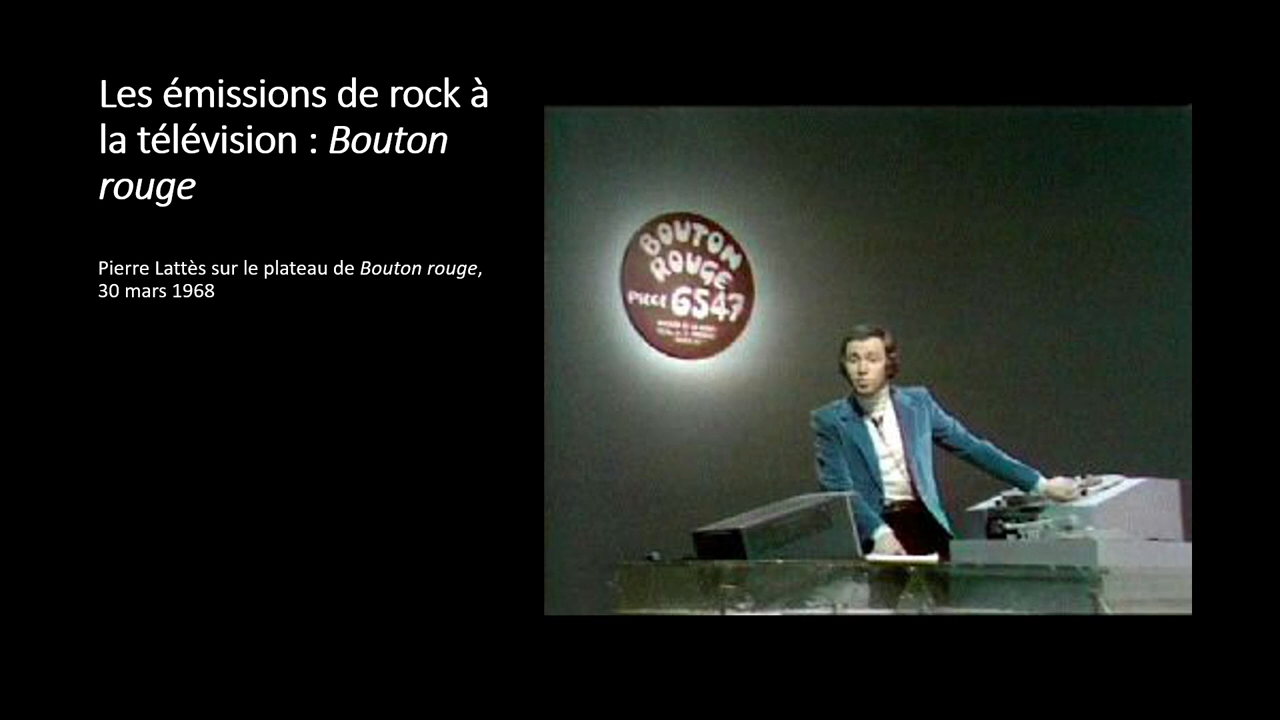 Les émissions de rock à
la télévision : Bouton
rouge
Pierre Lattès sur le plateau de Bouton rouge,
30 mars 1968
BOUTON
ROUGE
PIECE 6547